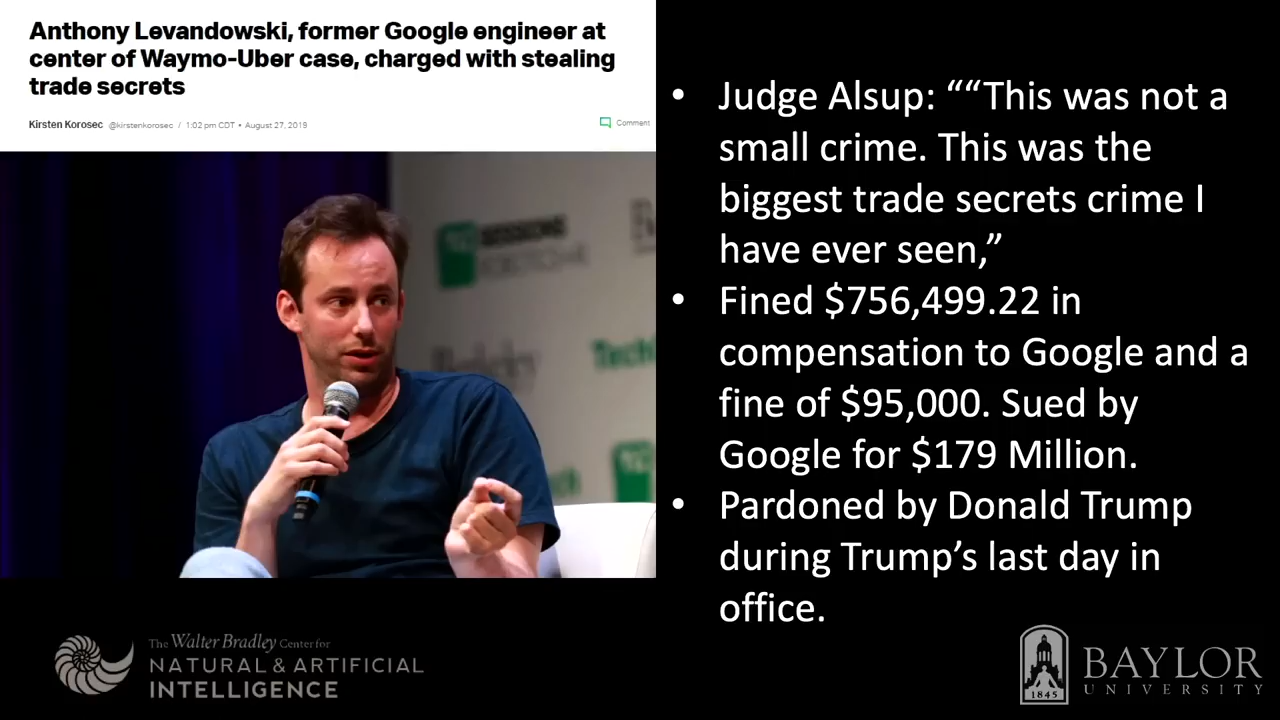 Anthony Levandowski, former Google engineer at
center of Waymo-Uber case, charged with stealing
trade secrets
Kirsten Korosec @kirstenkorosec / 1:02 pm CDT • August 27, 2019
Comment
SESSIONS
Berkeley
Tech
• Judge Alsup: ““This was not a
small crime. This was the
biggest trade secrets crime I
have ever seen,”
• Fined $756,499.22 in
compensation to Google and a
fine of $95,000. Sued by
Google for $179 Million.
• Pardoned by Donald Trump
during Trump’s last day in
office.
The Walter Bradley Center for
NATURAL & ARTIFICIAL
INTELLIGENCE
1845
BAYLOR
UNIVERSITY